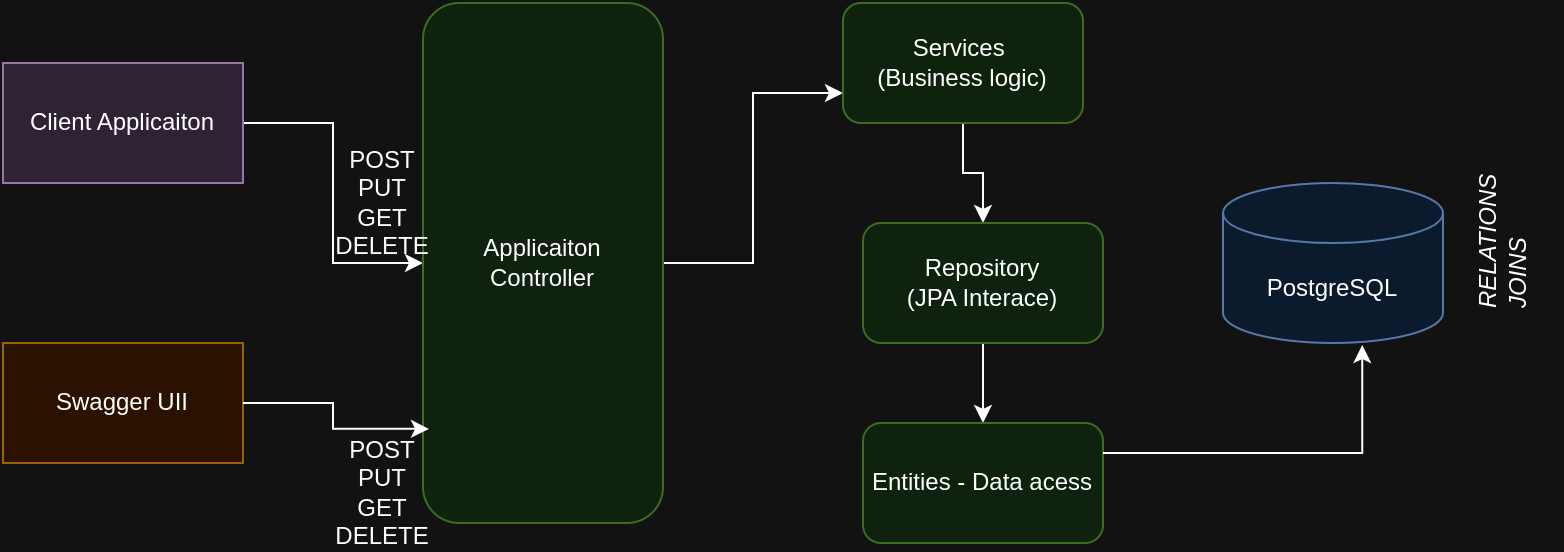 Client Applicaiton
POST
PUT
GET
DELETE
Swagger UII
POST
PUT
GET
DELETE
Applicaiton
Controller
Services
(Business logic)
Repository
(JPA Interace)
Entities - Data acess
PostgreSQL
RELATIONS
JOINS